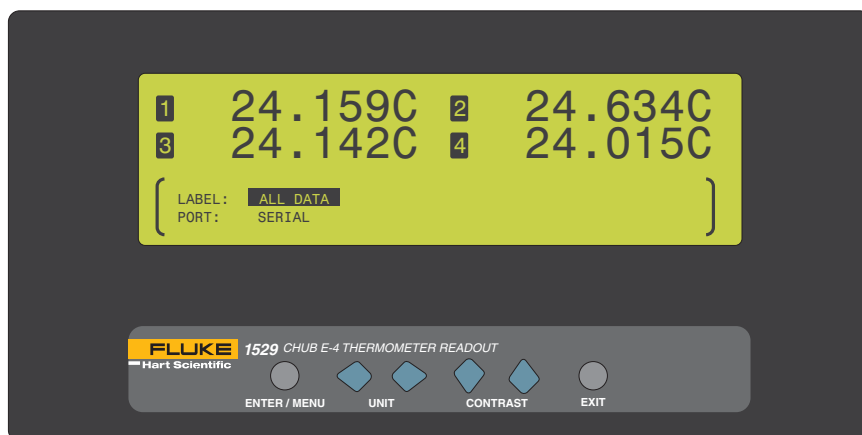 1 24.159C 2 24.634C
3 24.142C 4 24.015C
LABEL: ALL DATA
PORT: SERIAL
FLUKE 1529 CHUB E-4 THERMOMETER READOUT
Hart Scientific
ENTER / MENU UNIT CONTRAST EXIT